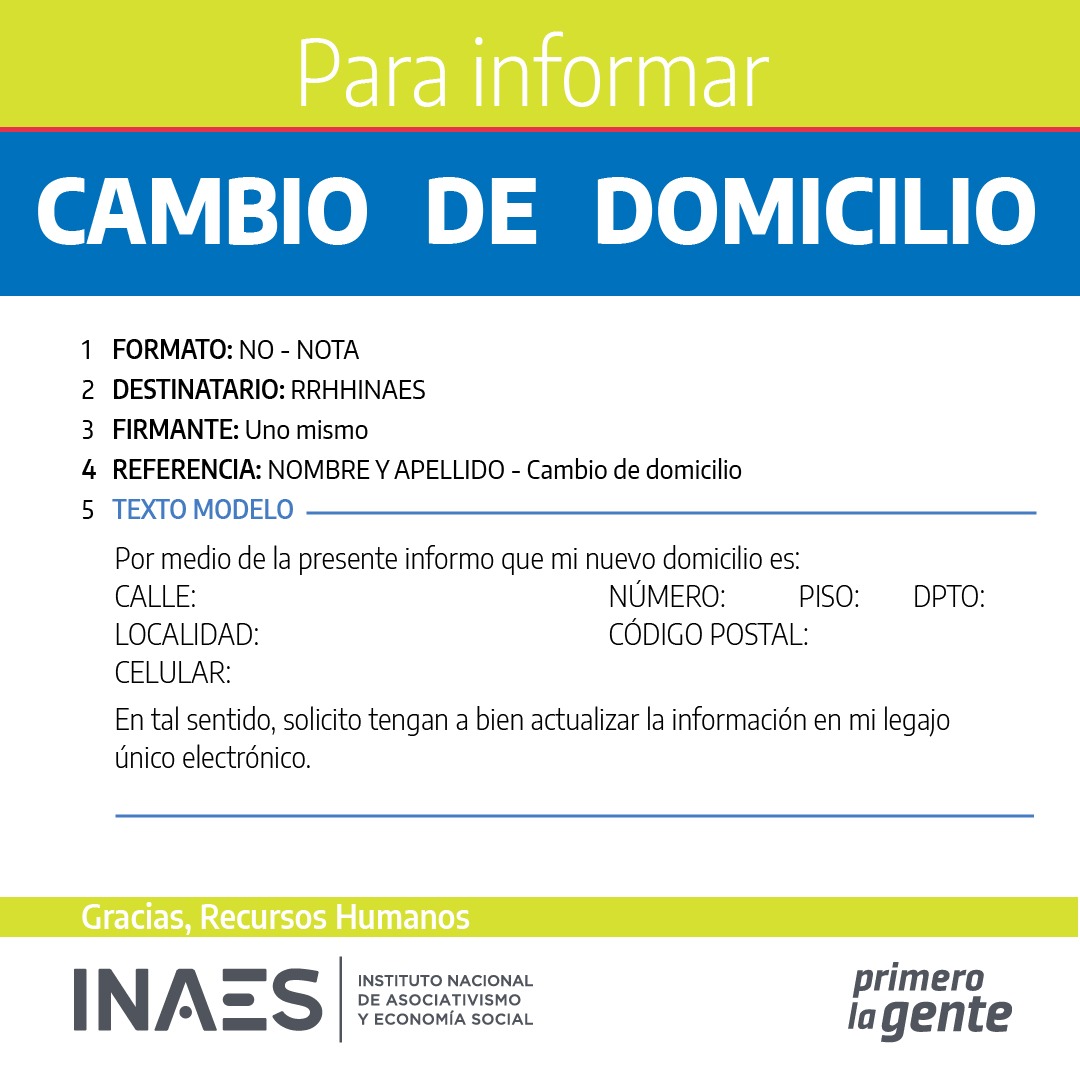 Para informar
CAMBIO DE DOMICILIO
1 FORMATO: NO - NOTA
2 DESTINATARIO: RRHHINAES
3 FIRMANTE: Uno mismo
4 REFERENCIA: NOMBRE Y APELLIDO - Cambio de domicilio
5 TEXTO MODELO
Por medio de la presente informo que mi nuevo domicilio es:
CALLE: NÚMERO: PISO: DPTO:
LOCALIDAD: CÓDIGO POSTAL:
CELULAR:
En tal sentido, solicito tengan a bien actualizar la información en mi legajo
único electrónico.
Gracias, Recursos Humanos
INAES
INSTITUTO NACIONAL
DE ASOCIATIVISMO
Y ECONOMÍA SOCIAL
primero
la gente